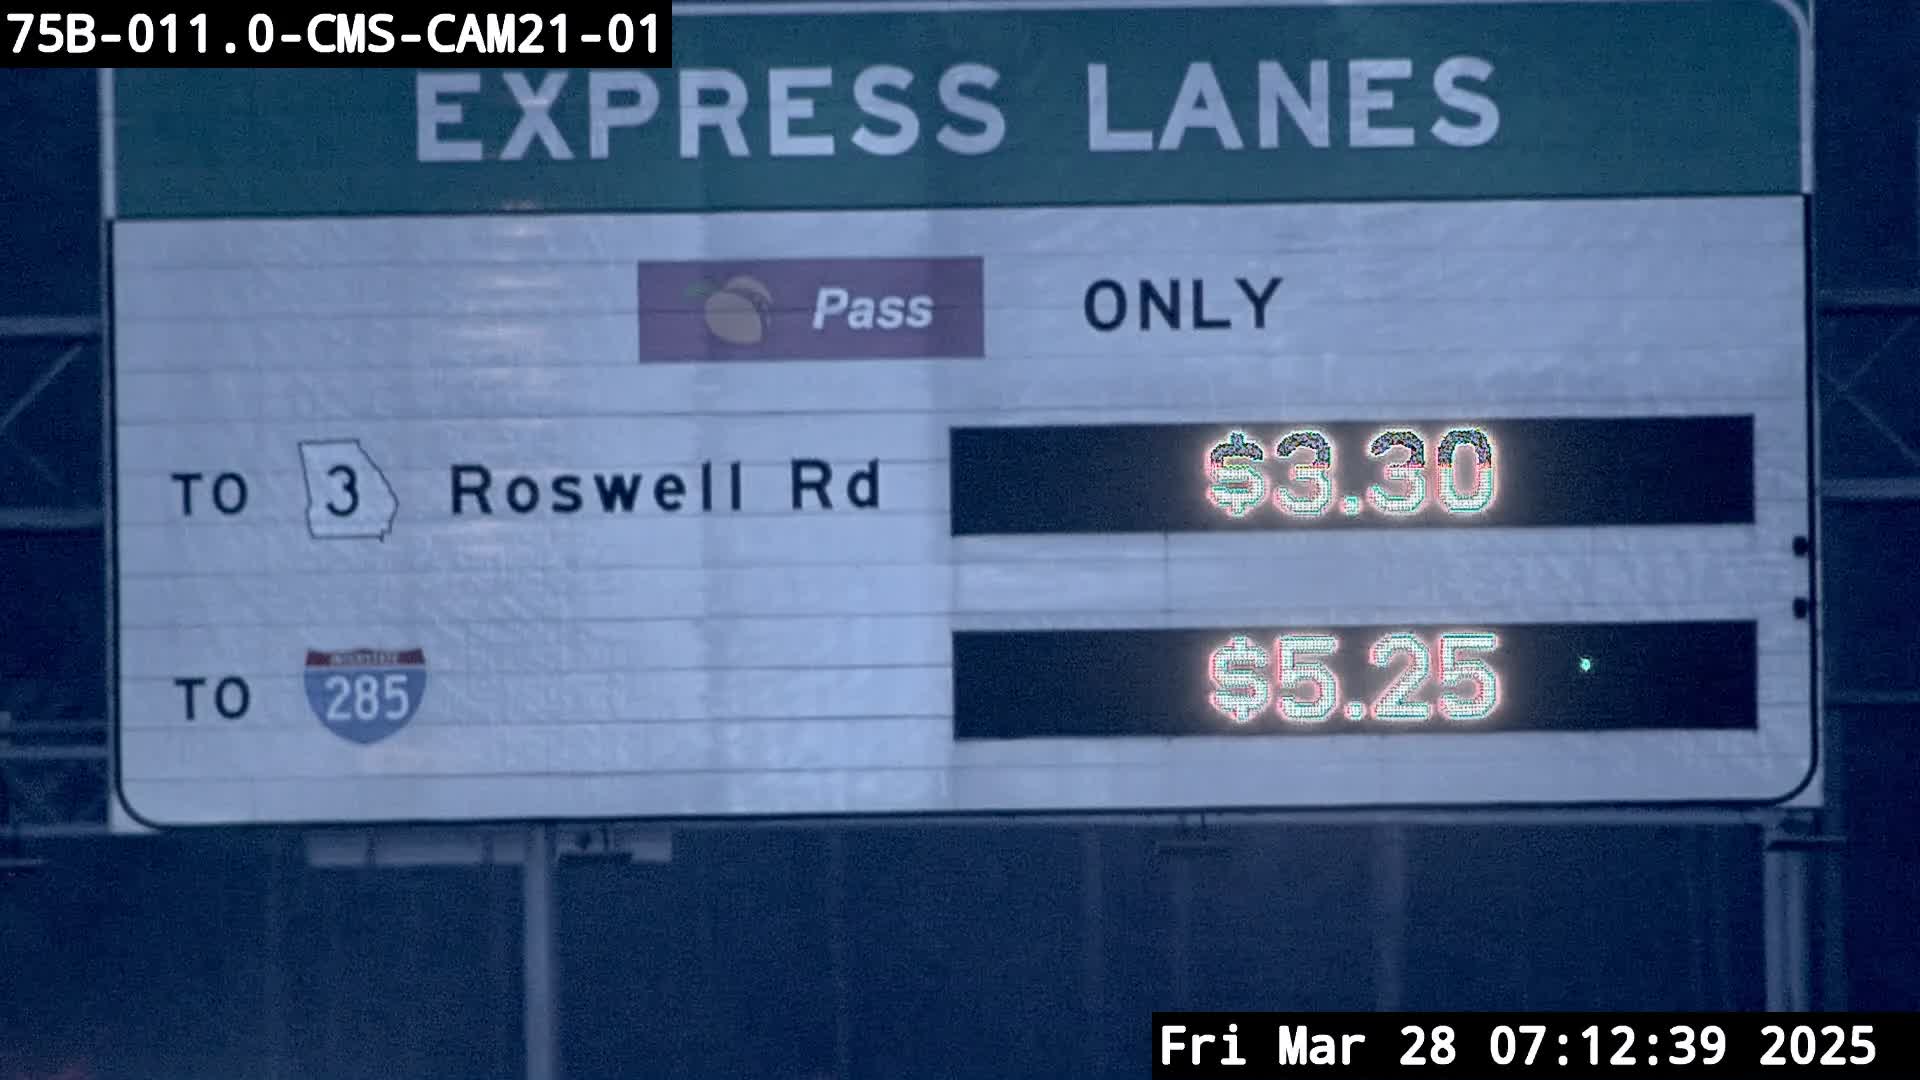 75B-011.0-CMS-CAM21-01
EXPRESS LANES
Pass ONLY
TO 3 Roswell Rd $3.30
TO INTERSTATE 285 $5.25
Fri Mar 28 07:12:39 2025